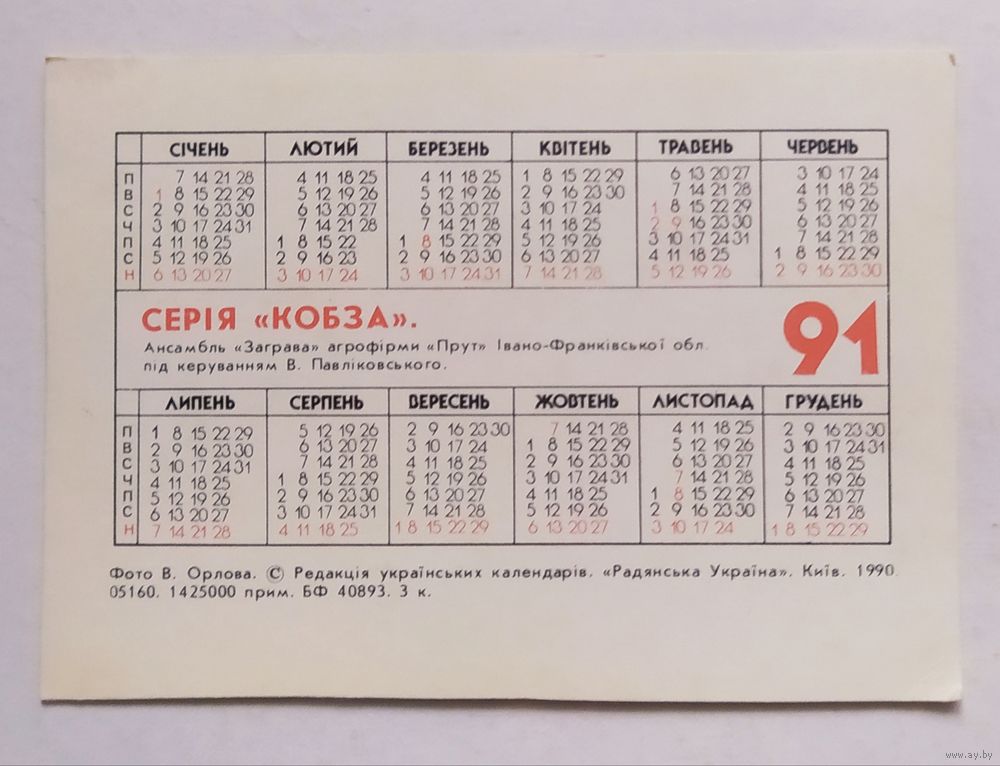 СІЧЕНЬ ЛЮТИЙ БЕРЕЗЕНЬ КВІТЕНЬ ТРАВЕНЬ ЧЕРВЕНЬ
П 7 14 21 28 4 11 18 25 4 11 18 25 1 8 15 22 29 6 13 20 27 3 10 17 24
В 1 8 15 22 29 5 12 19 26 5 12 19 26 2 9 16 23 30 7 14 21 28 4 11 18 25
С 2 9 16 23 30 6 13 20 27 6 13 20 27 3 10 17 24 1 8 15 22 29 5 12 19 26
Ч 3 10 17 24 31 7 14 21 28 7 14 21 28 4 11 18 25 2 9 16 23 30 6 13 20 27
П 4 11 18 25 1 8 15 22 1 8 15 22 29 5 12 19 26 3 10 17 24 31 7 14 21 28
С 5 12 19 26 2 9 16 23 2 9 16 23 30 6 13 20 27 4 11 18 25 1 8 15 22 29
Н 6 13 20 27 3 10 17 24 3 10 17 24 31 7 14 21 28 5 12 19 26 2 9 16 23 30
СЕРІЯ «КОБЗА». 91
Ансамбль «Заграва» агрофірми «Прут» Івано-Франківської обл.
під керуванням В. Павліковського.
ЛИПЕНЬ СЕРПЕНЬ ВЕРЕСЕНЬ ЖОВТЕНЬ ЛИСТОПАД ГРУДЕНЬ
П 1 8 15 22 29 5 12 19 26 2 9 16 23 30 7 14 21 28 4 11 18 25 2 9 16 23 30
В 2 9 16 23 30 6 13 20 27 3 10 17 24 1 8 15 22 29 5 12 19 26 3 10 17 24 31
С 3 10 17 24 31 7 14 21 28 4 11 18 25 2 9 16 23 30 6 13 20 27 4 11 18 25
Ч 4 11 18 25 1 8 15 22 29 5 12 19 26 3 10 17 24 31 7 14 21 28 5 12 19 26
П 5 12 19 26 2 9 16 23 30 6 13 20 27 4 11 18 25 1 8 15 22 29 6 13 20 27
С 6 13 20 27 3 10 17 24 31 7 14 21 28 5 12 19 26 2 9 16 23 30 7 14 21 28
Н 7 14 21 28 4 11 18 25 1 8 15 22 29 6 13 20 27 3 10 17 24 1 8 15 22 29
Фото В. Орлова. © Редакція українських календарів. «Радянська Україна». Київ. 1990.
05160. 1425000 прим. БФ 40893. 3 к.
www.ay.by